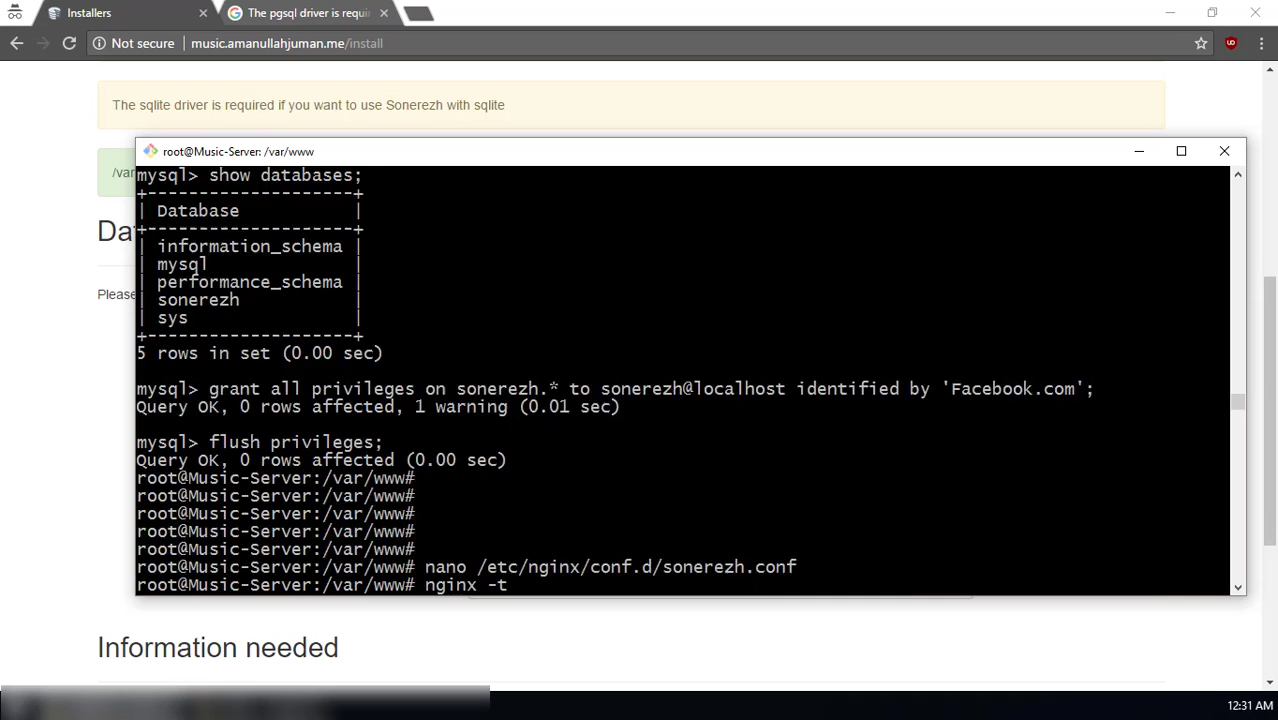 Installers
The pgsql driver is requi
Not secure | music.amanullahjuman.me/install
The sqlite driver is required if you want to use Sonerezh with sqlite
root@Music-Server: /var/www
/var
Dat
Please
mysql> show databases;
+--------------------+
| Database           |
+--------------------+
| information_schema |
| mysql              |
| performance_schema |
| sonerezh           |
| sys                |
+--------------------+
5 rows in set (0.00 sec)
mysql> grant all privileges on sonerezh.* to sonerezh@localhost identified by 'Facebook.com';
Query OK, 0 rows affected, 1 warning (0.01 sec)
mysql> flush privileges;
Query OK, 0 rows affected (0.00 sec)
root@Music-Server:/var/www#
root@Music-Server:/var/www#
root@Music-Server:/var/www#
root@Music-Server:/var/www#
root@Music-Server:/var/www#
root@Music-Server:/var/www# nano /etc/nginx/conf.d/sonerezh.conf
root@Music-Server:/var/www# nginx -t
Information needed
12:31 AM